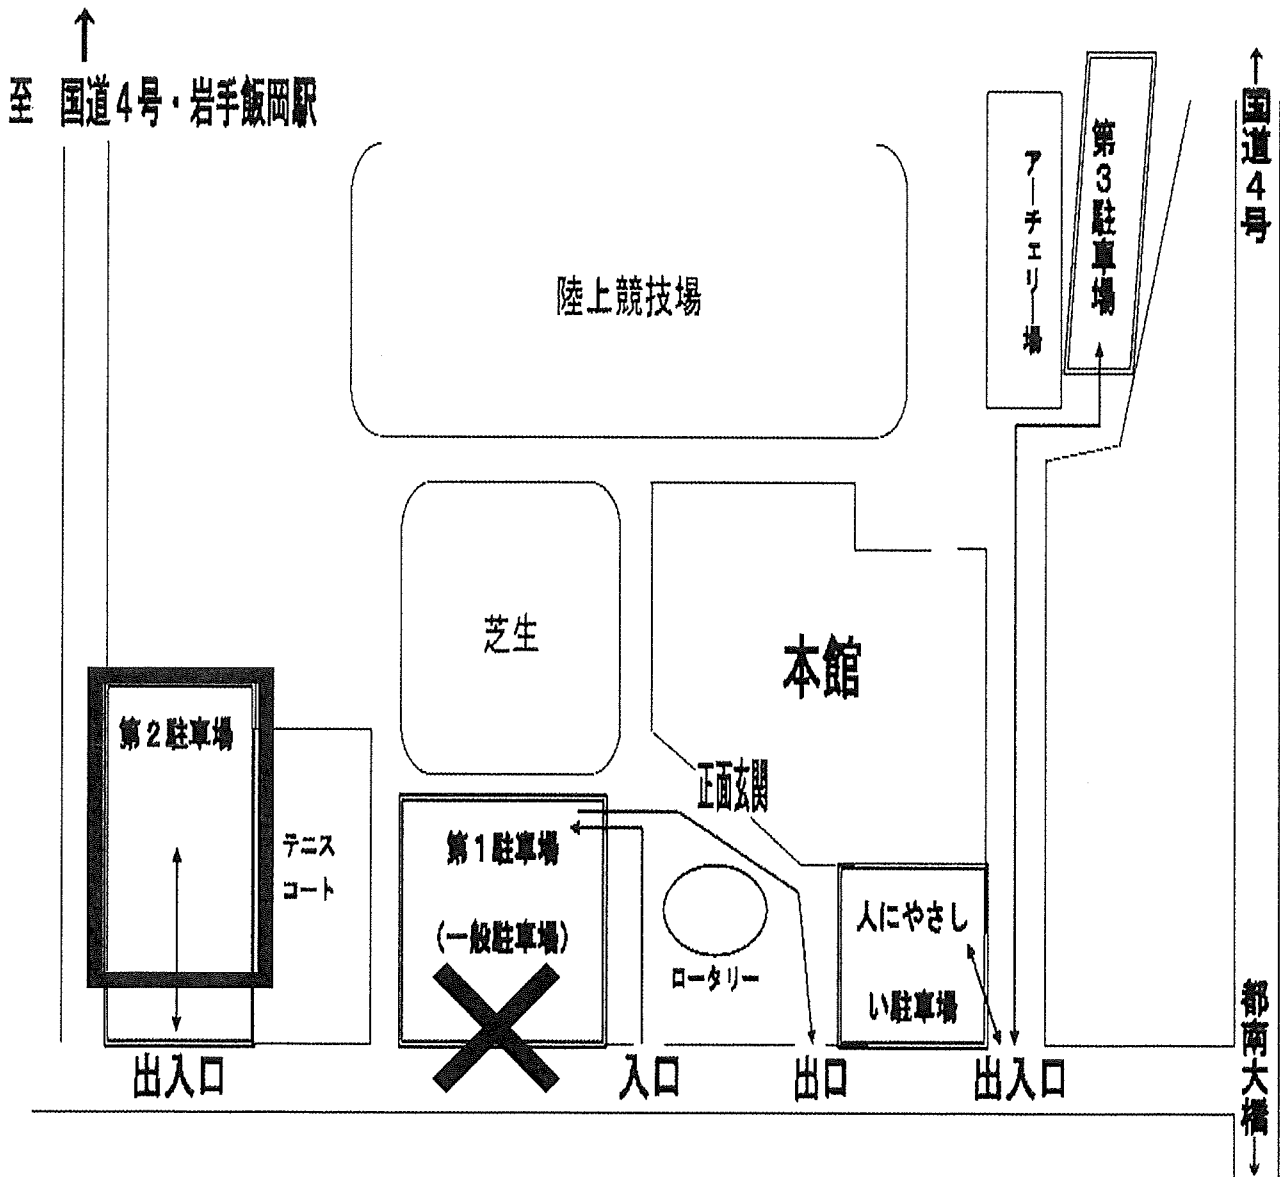 至 国道4号・岩手飯岡駅
国道4号
第3駐車場
アーチェリー場
陸上競技場
芝生
本館
正面玄関
第2駐車場
テニス
コート
第1駐車場
(一般駐車場)
ロータリー
人にやさし
い駐車場
出入口
入口
出口
出入口
都南大橋